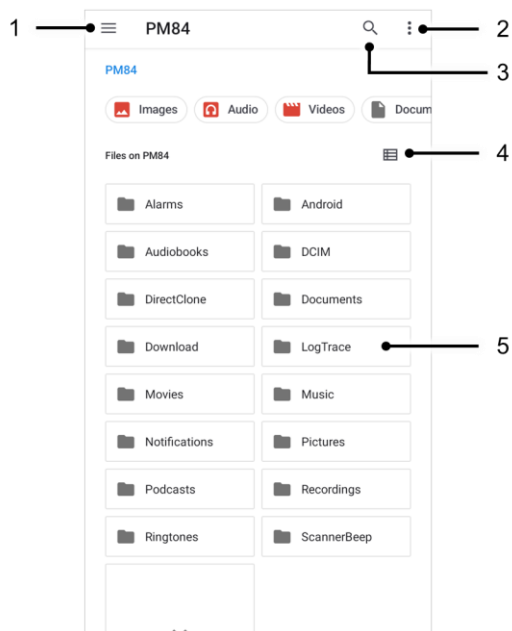 1
PM84
2
3
PM84
Images
Audio
Videos
Docum
Files on PM84
4
Alarms
Android
Audiobooks
DCIM
DirectClone
Documents
Download
LogTrace
5
Movies
Music
Notifications
Pictures
Podcasts
Recordings
Ringtones
ScannerBeep